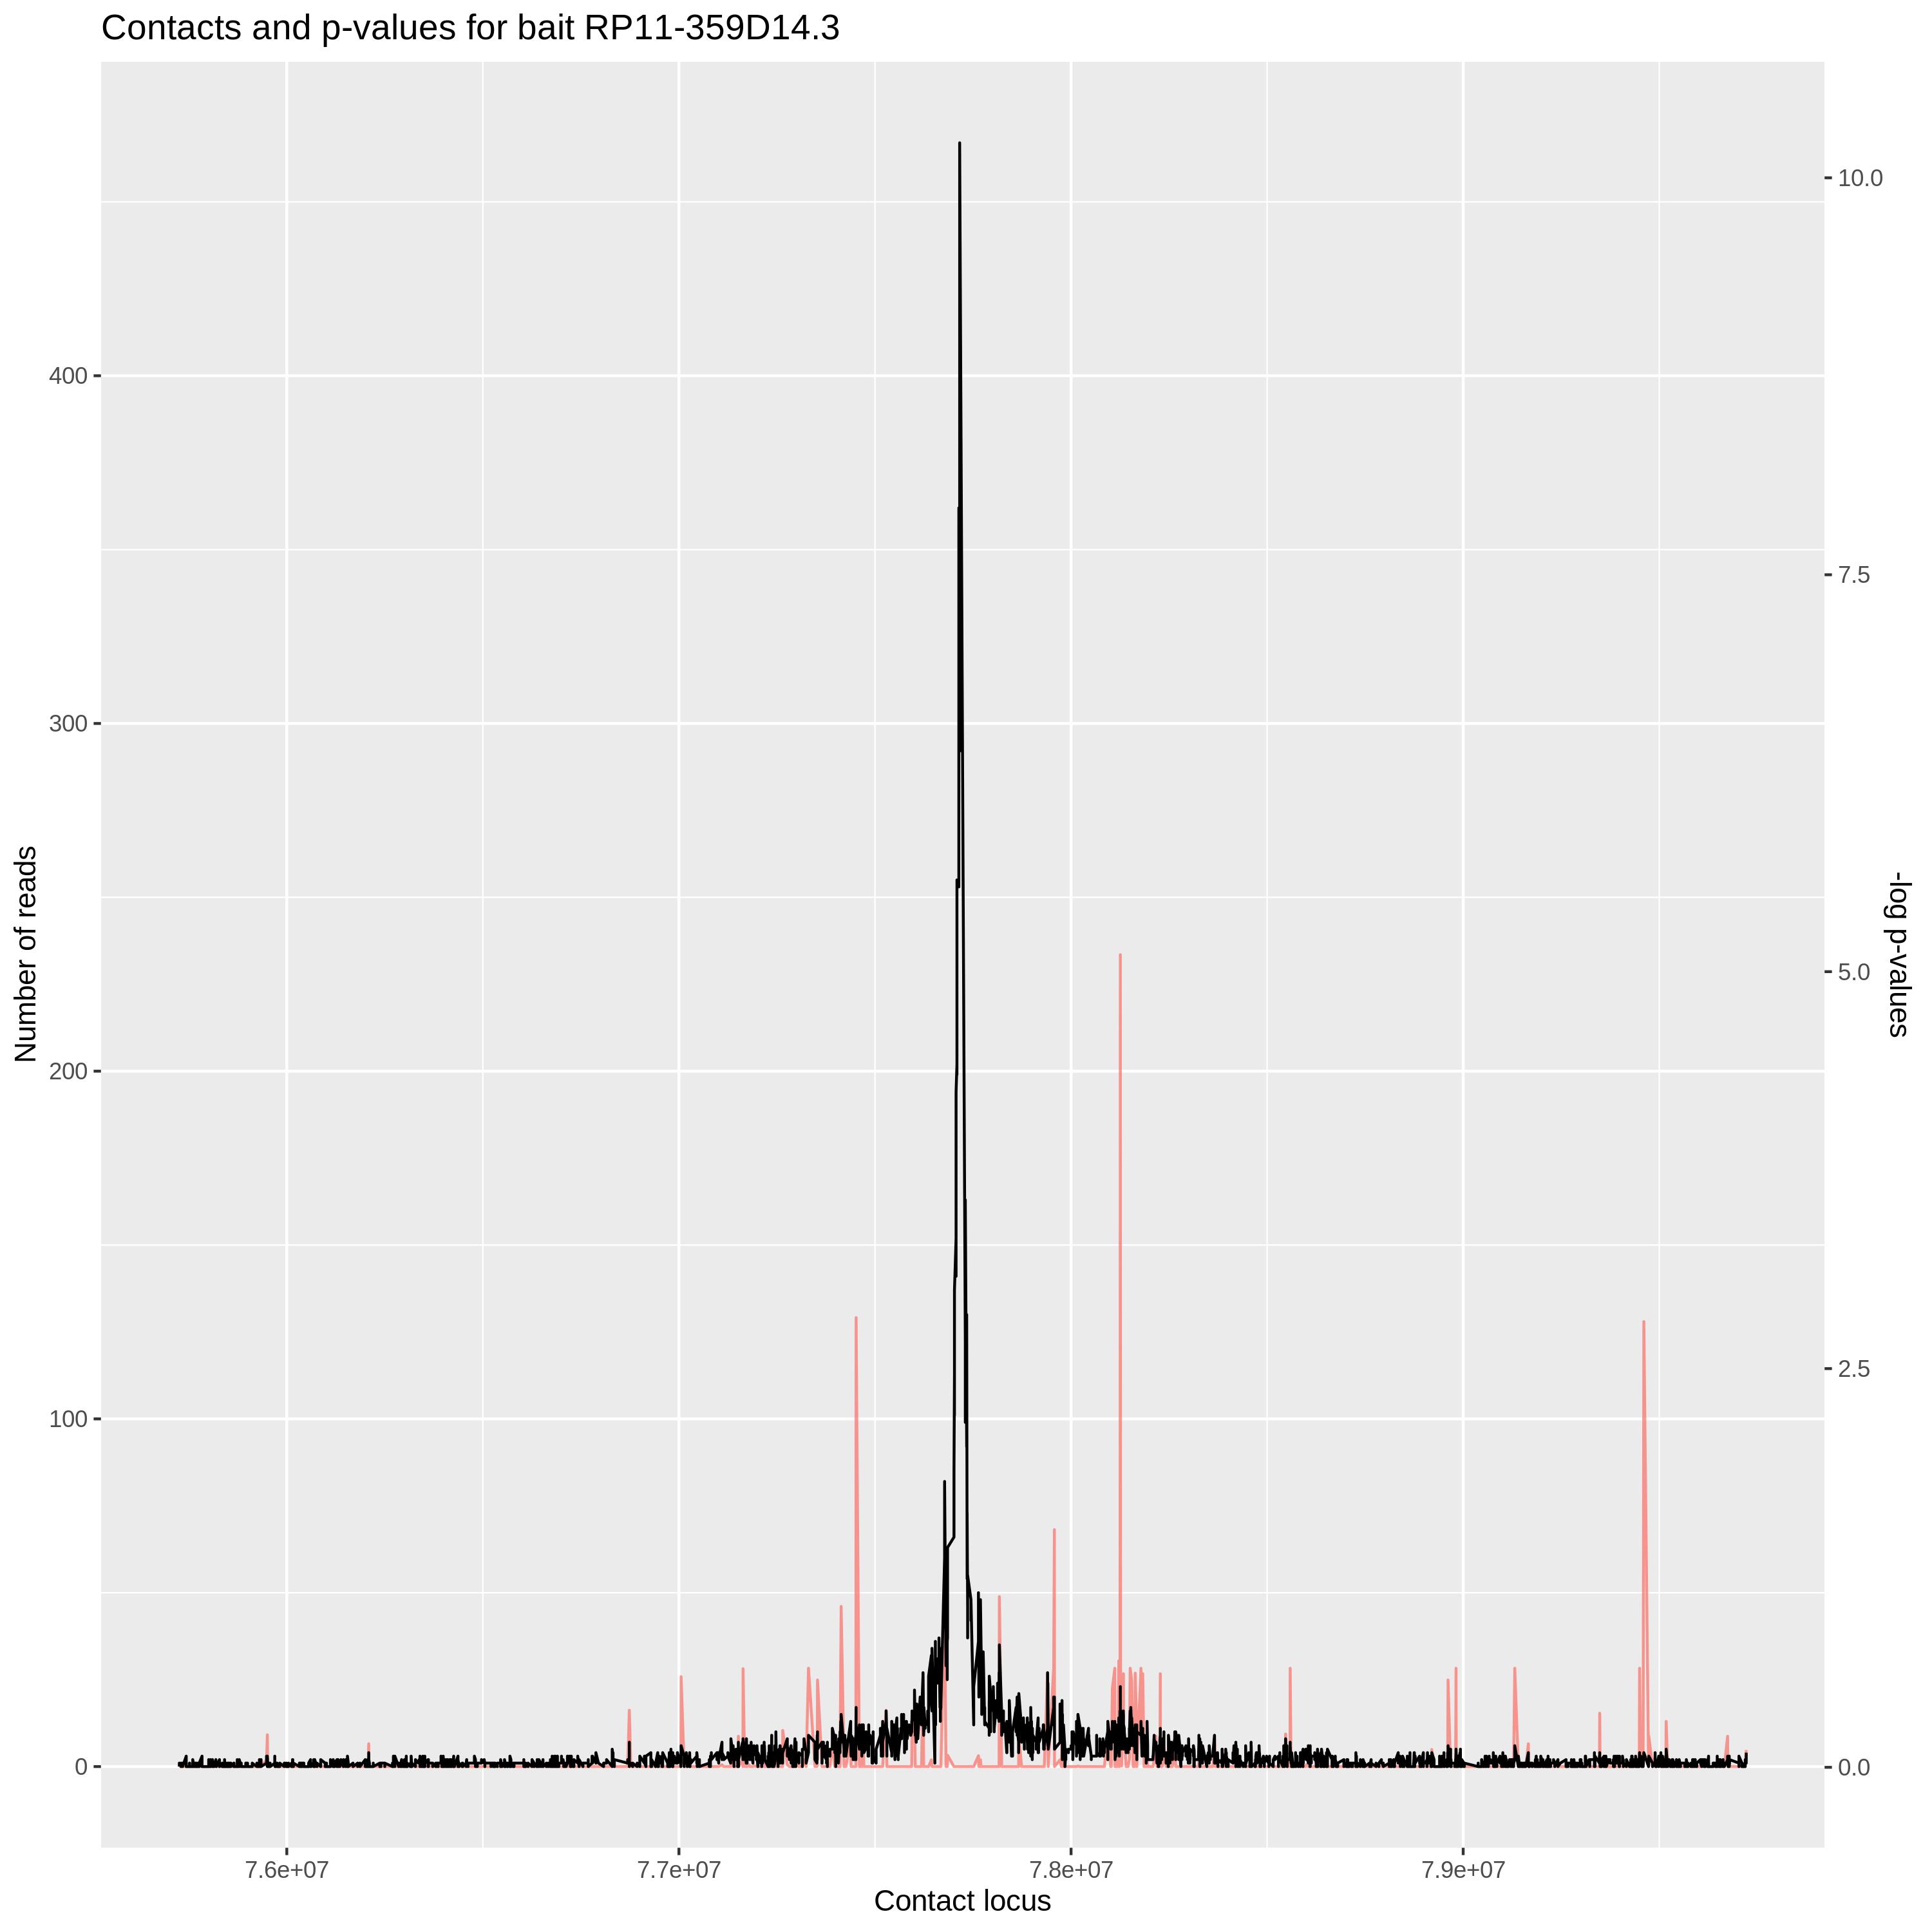 Contacts and p-values for bait RP11-359D14.3
Number of reads
400
300
200
100
0
10.0
7.5
5.0
2.5
0.0
-log p-values
7.6e+07 7.7e+07 7.8e+07 7.9e+07
Contact locus